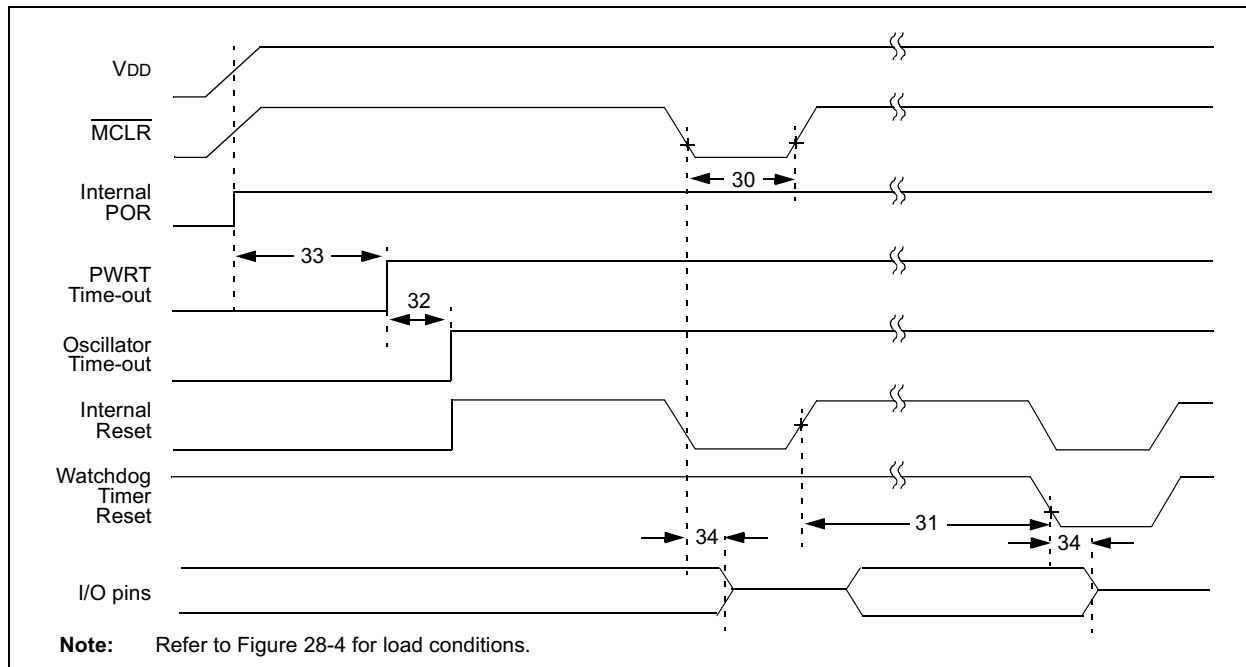 VDD
MCLR
30
Internal
POR
33
PWRT
Time-out
32
Oscillator
Time-out
Internal
Reset
Watchdog
Timer
Reset
31
34
34
I/O pins
Note: Refer to Figure 28-4 for load conditions.